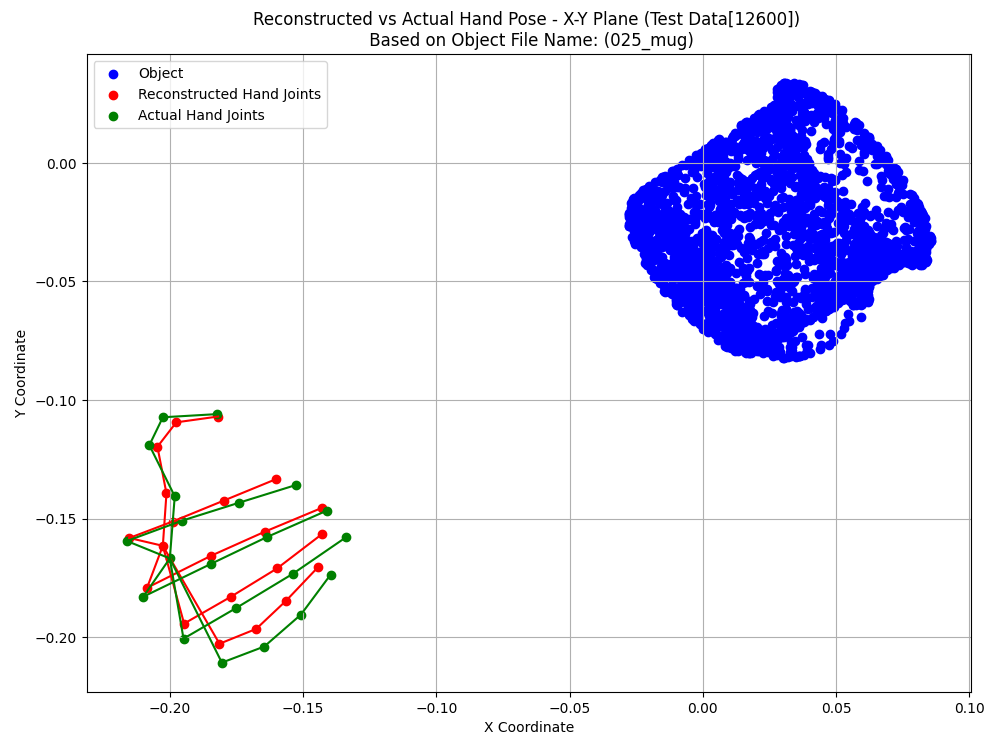 Reconstructed vs Actual Hand Pose - X-Y Plane (Test Data[12600])
Based on Object File Name: (025_mug)
Object
Reconstructed Hand Joints
Actual Hand Joints
0.00
−0.05
−0.10
−0.15
−0.20
Y Coordinate
−0.20
−0.15
−0.10
−0.05
0.00
0.05
0.10
X Coordinate